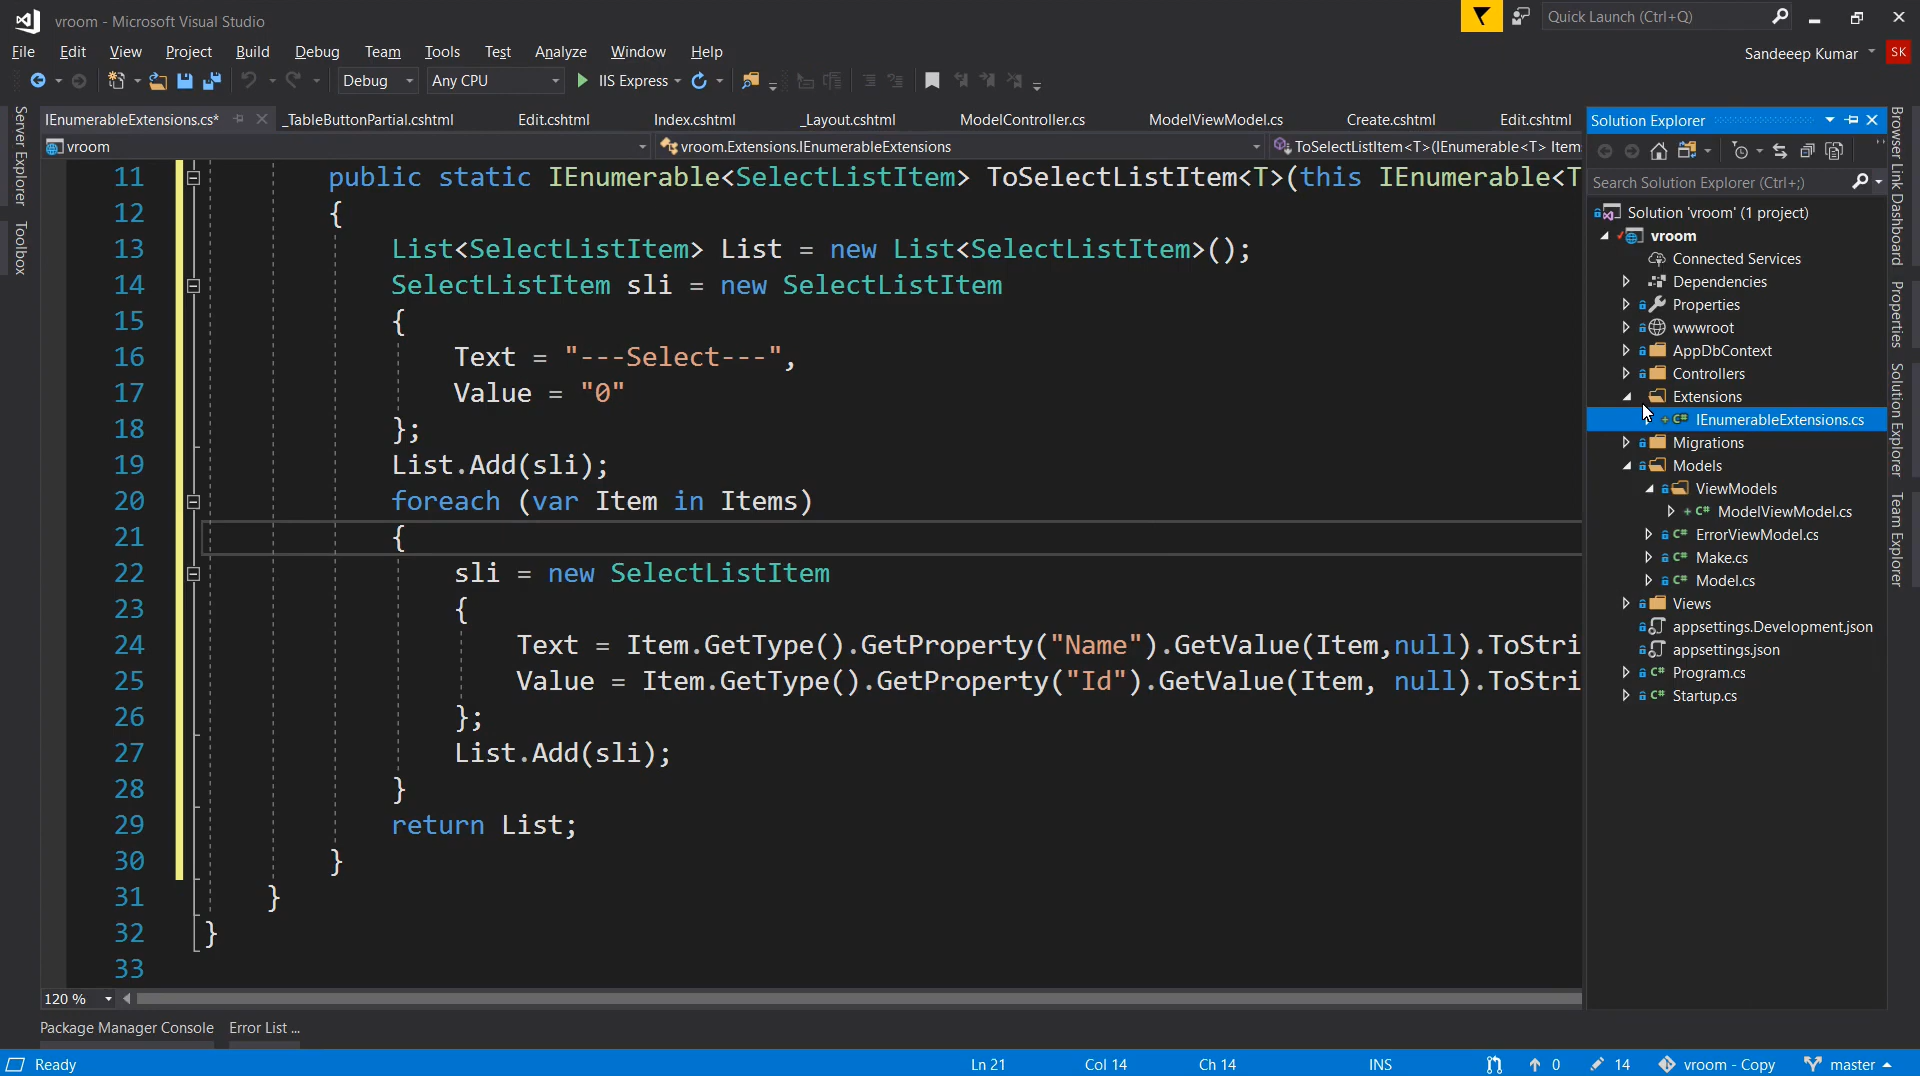 vroom - Microsoft Visual Studio
Quick Launch (Ctrl+Q)
File Edit View Project Build Debug Team Tools Test Analyze Window Help
Sandeeep Kumar SK
Debug Any CPU IIS Express
Server Explorer
Toolbox
IEnumerableExtensions.cs* _TableButtonPartial.cshtml Edit.cshtml Index.cshtml _Layout.cshtml ModelController.cs ModelViewModel.cs Create.cshtml Edit.cshtml
vroom vroom.Extensions.IEnumerableExtensions ToSelectListItem<T>(IEnumerable<T> Items
11 public static IEnumerable<SelectListItem> ToSelectListItem<T>(this IEnumerable<T
12 {
13 List<SelectListItem> List = new List<SelectListItem>();
14 SelectListItem sli = new SelectListItem
15 {
16 Text = "---Select---",
17 Value = "0"
18 };
19 List.Add(sli);
20 foreach (var Item in Items)
21 {
22 sli = new SelectListItem
23 {
24 Text = Item.GetType().GetProperty("Name").GetValue(Item,null).ToStri
25 Value = Item.GetType().GetProperty("Id").GetValue(Item, null).ToStri
26 };
27 List.Add(sli);
28 }
29 return List;
30 }
31 }
32 }
33
120 %
Package Manager Console Error List ...
Solution Explorer
Search Solution Explorer (Ctrl+;)
Solution 'vroom' (1 project)
vroom
Connected Services
Dependencies
Properties
wwwroot
AppDbContext
Controllers
Extensions
IEnumerableExtensions.cs
Migrations
Models
ViewModels
ModelViewModel.cs
ErrorViewModel.cs
Make.cs
Model.cs
Views
appsettings.Development.json
appsettings.json
Program.cs
Startup.cs
Browser Link Dashboard
Properties
Solution Explorer
Team Explorer
Ready Ln 21 Col 14 Ch 14 INS 0 14 vroom - Copy master